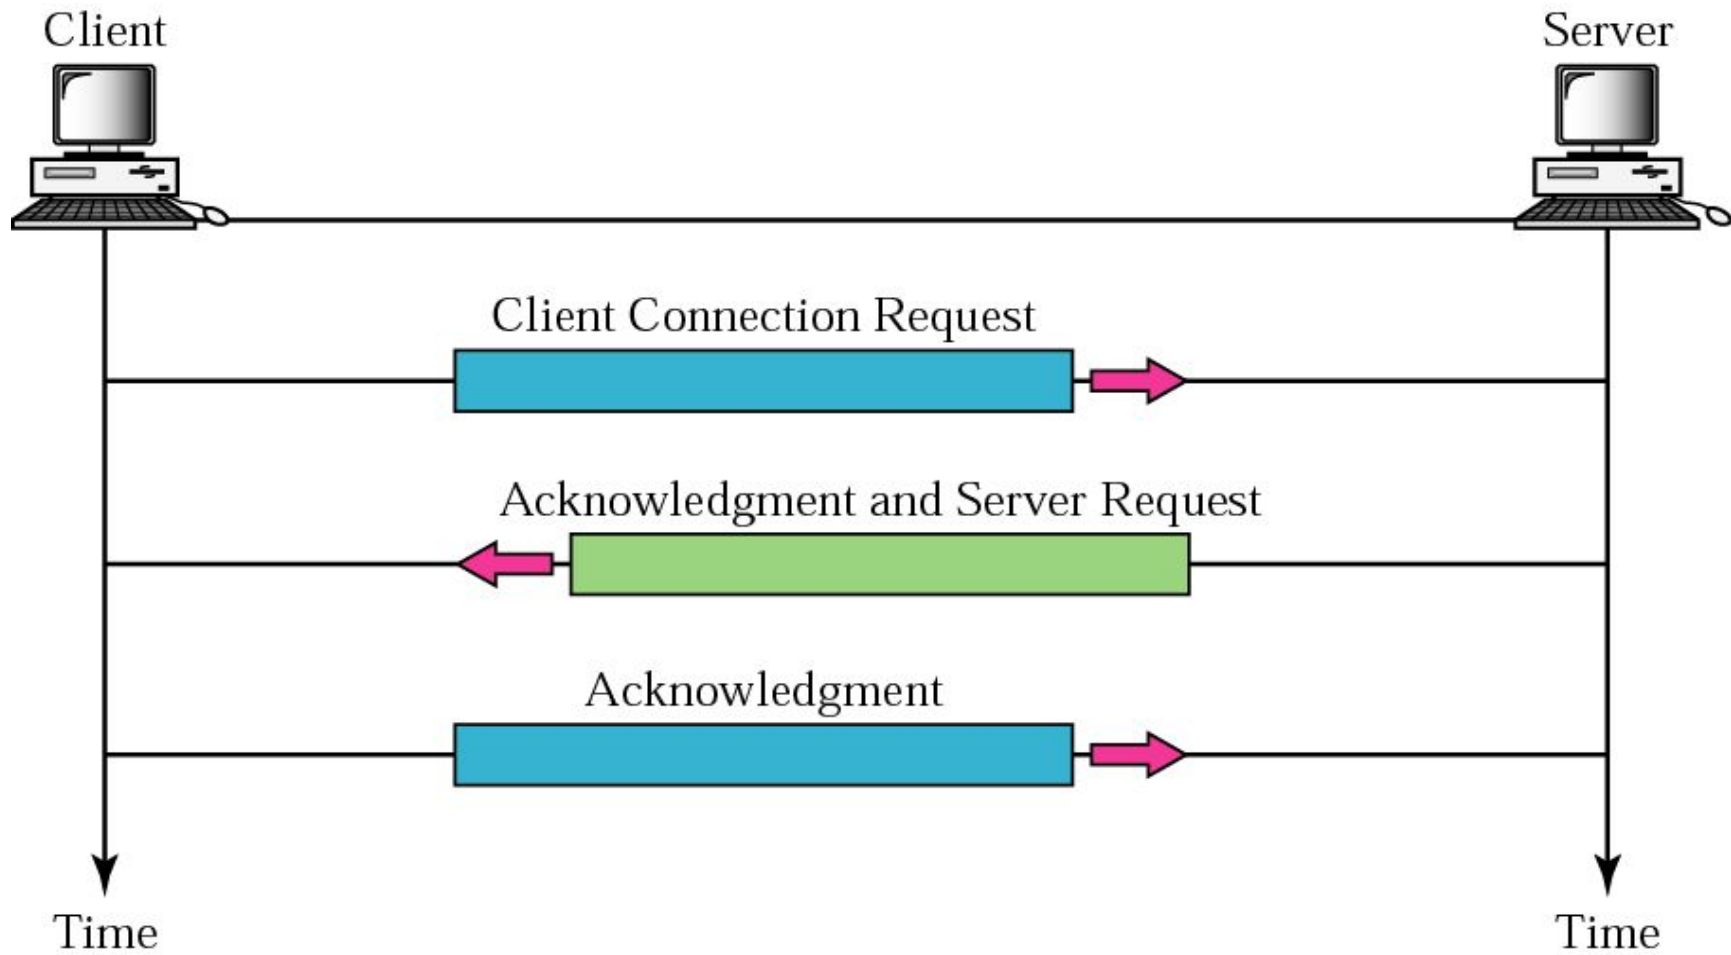 Client
Server
Client Connection Request
Acknowledgment and Server Request
Acknowledgment
Time
Time